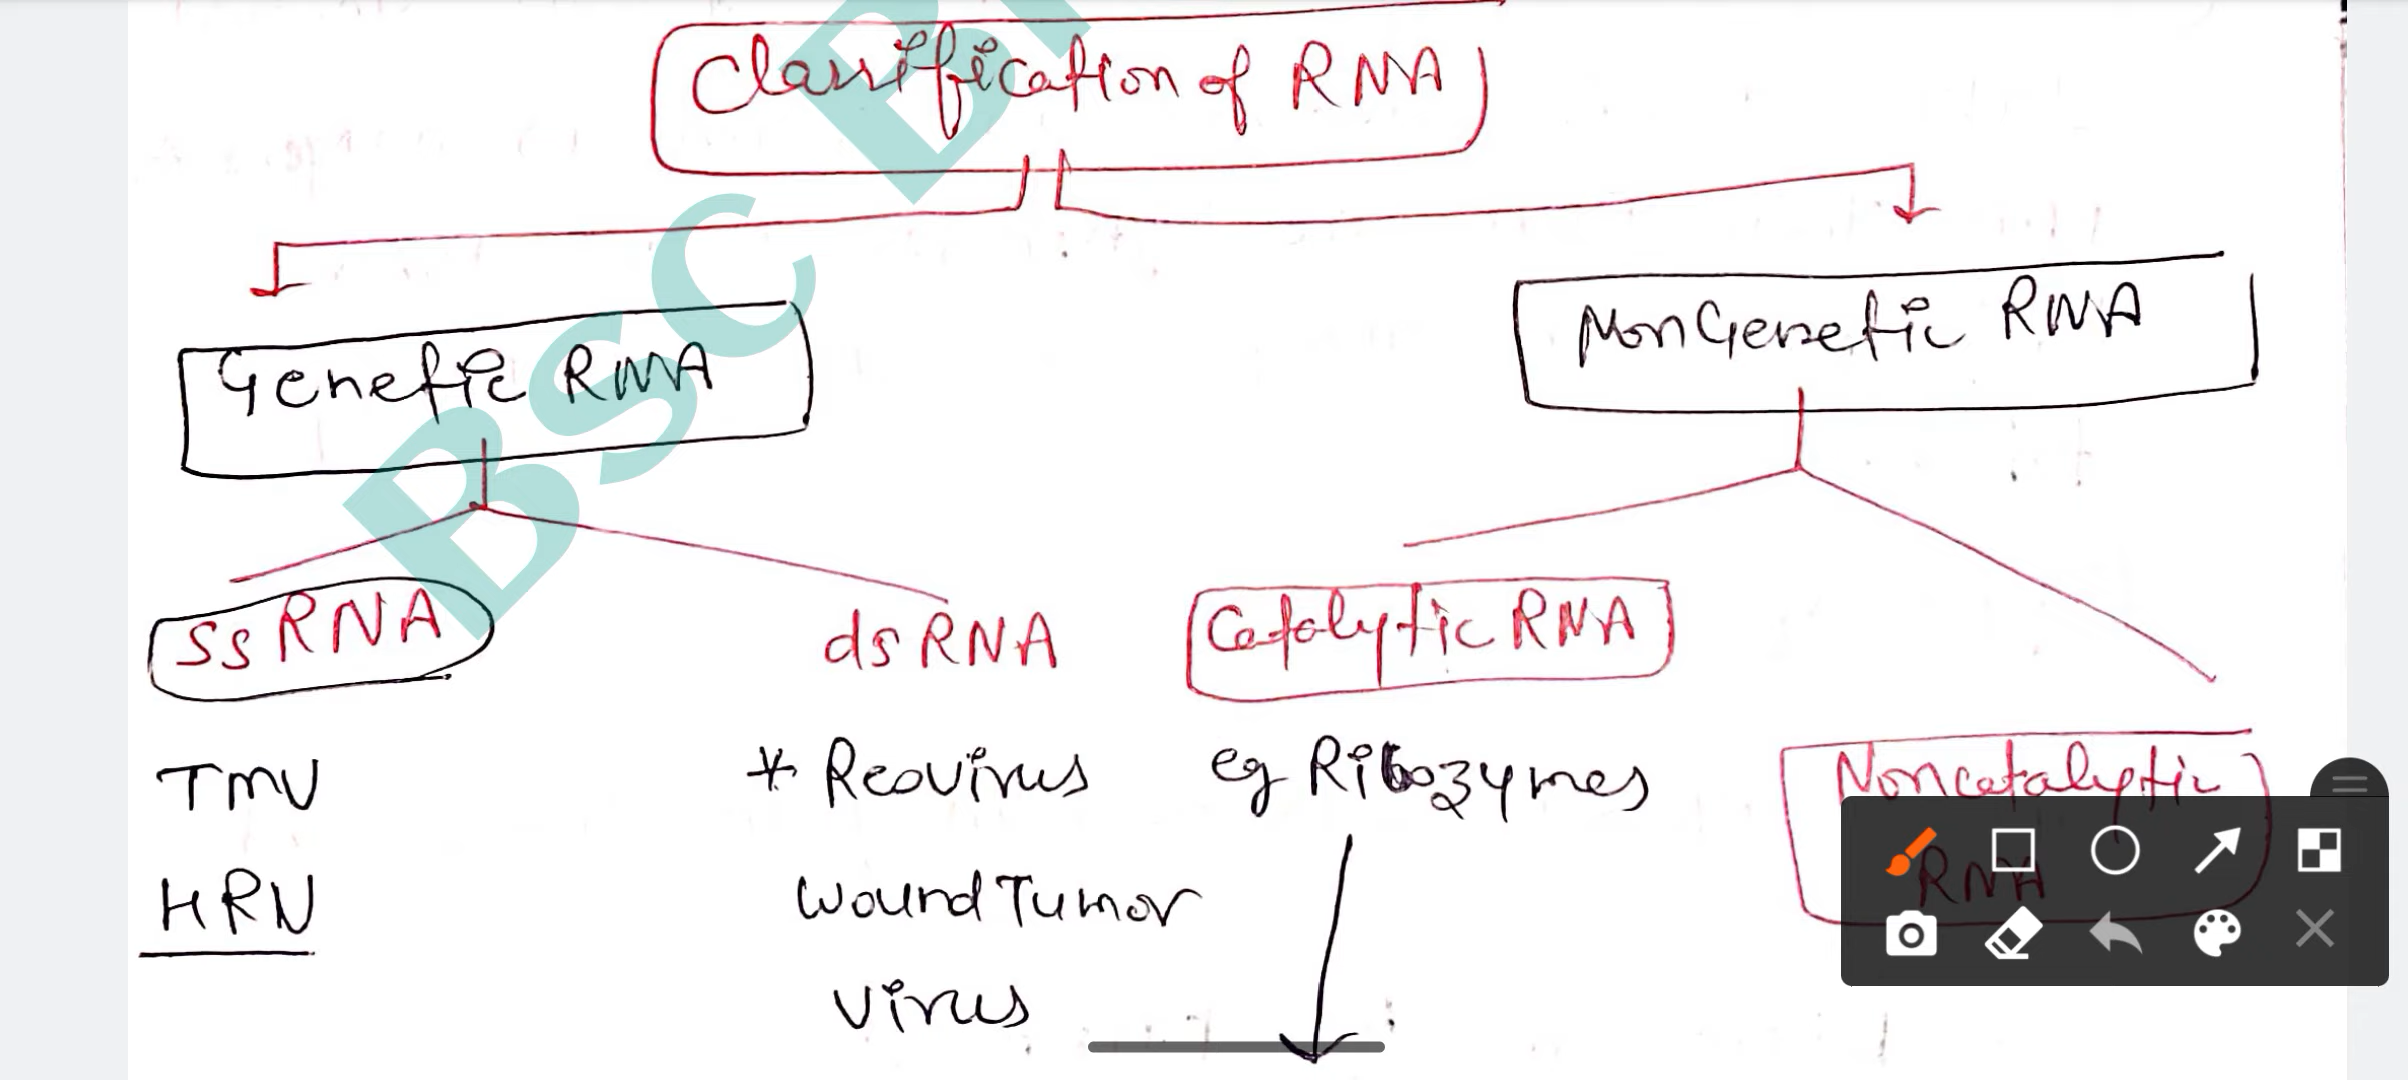 Classification of RNA
Genetic RNA
NonGenetic RNA
ssRNA
dsRNA
Catalytic RNA
TMV
* Reovirus
eg Ribozymes
Noncatalytic
RNA
HRV
Wound Tumor
Virus
BSC